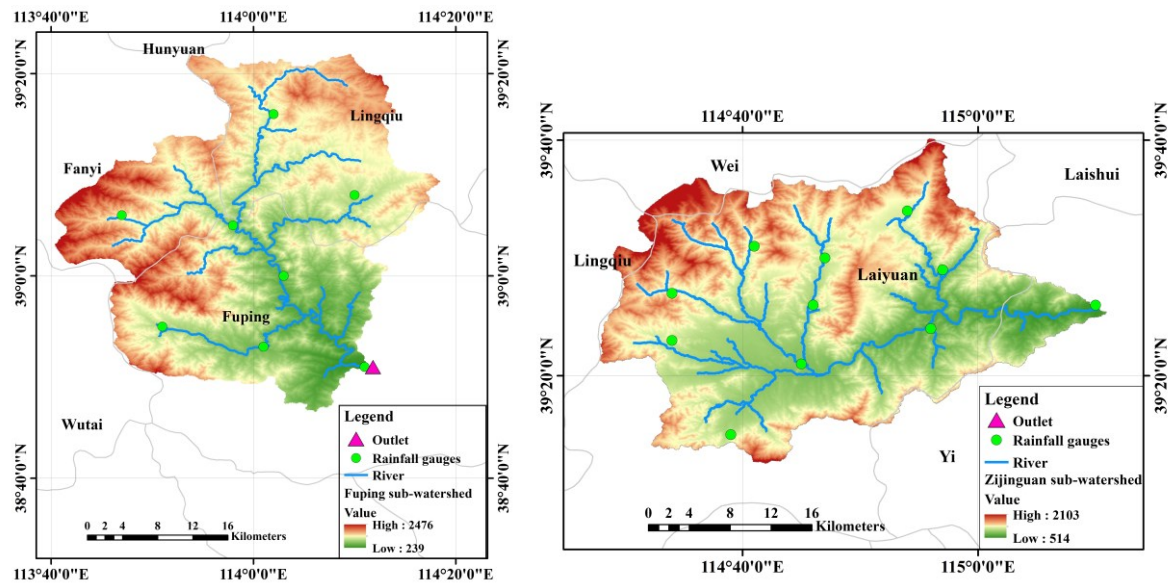 113°40'0"N 114°0'0"E 114°20'0"N
39°20'0"N
39°0'0"N
38°40'0"N
Hunyuan
Lingqiu
Fanyi
Fuping
Wutai
Legend
Outlet
Rainfall gauges
River
Fuping sub-watershed
Value
High : 2476
Low : 239
0 2 4 8 12 16
Kilometers
39°20'0"N
39°0'0"N
38°40'0"N
113°40'0"E 114°0'0"E 114°20'0"E
114°40'0"E 115°0'0"E
39°40'0"N
39°20'0"N
Wei
Laishui
Lingqiu
Laiyuan
Yi
Legend
Outlet
Rainfall gauges
River
Zijinguan sub-watershed
Value
High : 2103
Low : 514
0 2 4 8 12 16
Kilometers
39°40'0"N
39°20'0"N
114°40'0"E 115°0'0"E